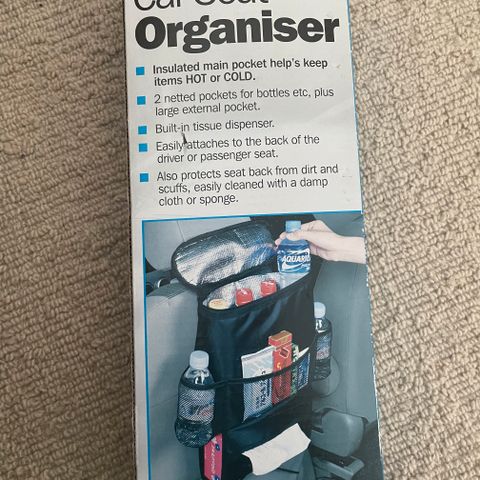 Car Seat
Organiser
Insulated main pocket help's keep
items HOT or COLD.
2 netted pockets for bottles etc, plus
large external pocket.
Built-in tissue dispenser.
Easily attaches to the back of the
driver or passenger seat.
Also protects seat back from dirt and
scuffs, easily cleaned with a damp
cloth or sponge.
AQUARIUS